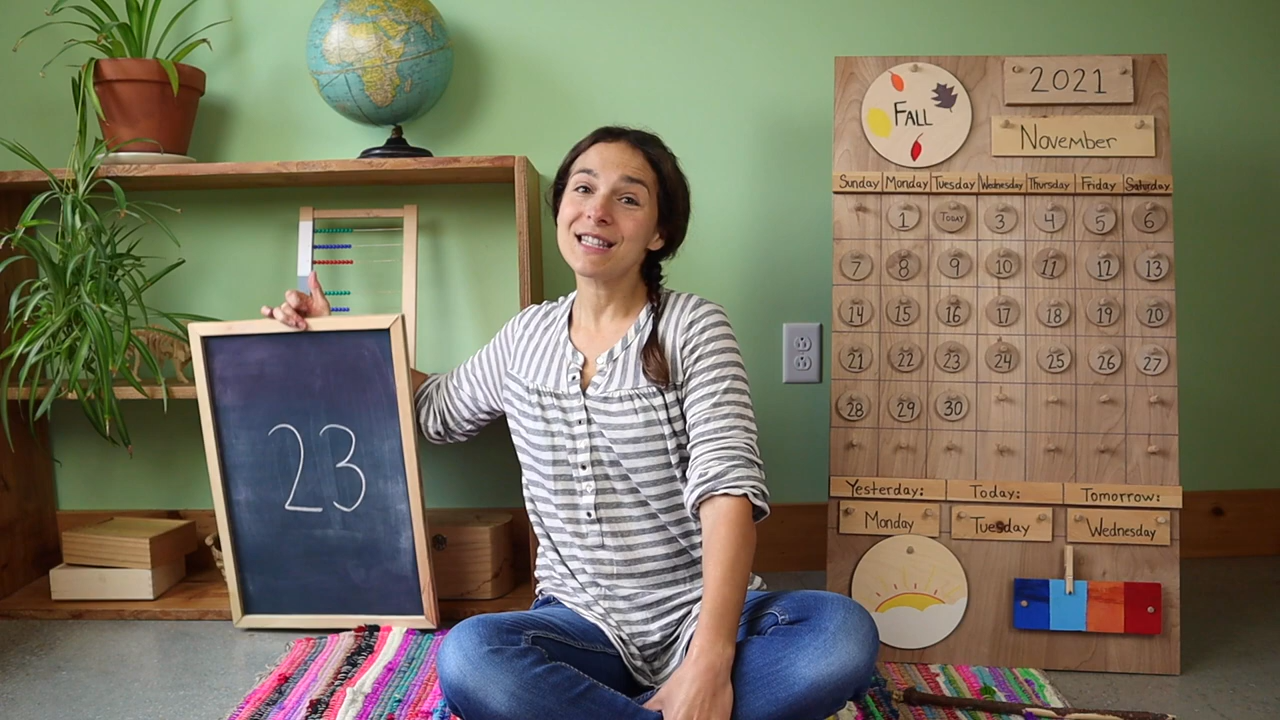 23
FALL
2021
November
Sunday Monday Tuesday Wednesday Thursday Friday Saturday
1 TODAY 3 4 5 6
7 8 9 10 11 12 13
14 15 16 17 18 19 20
21 22 23 24 25 26 27
28 29 30
Yesterday: Today: Tomorrow:
Monday Tuesday Wednesday